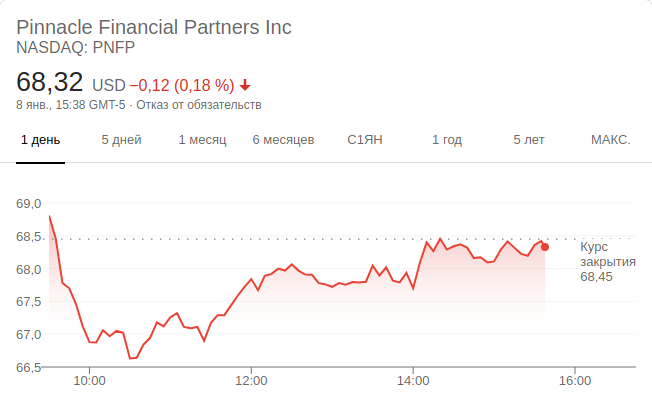 Pinnacle Financial Partners Inc
NASDAQ: PNFP
68,32 USD −0,12 (0,18 %)
8 янв., 15:38 GMT-5 · Отказ от обязательств
1 день 5 дней 1 месяц 6 месяцев С1ЯН 1 год 5 лет МАКС.
69,0
68,5
Курс
закрытия
68,45
68,0
67,5
67,0
66,5
10:00 12:00 14:00 16:00